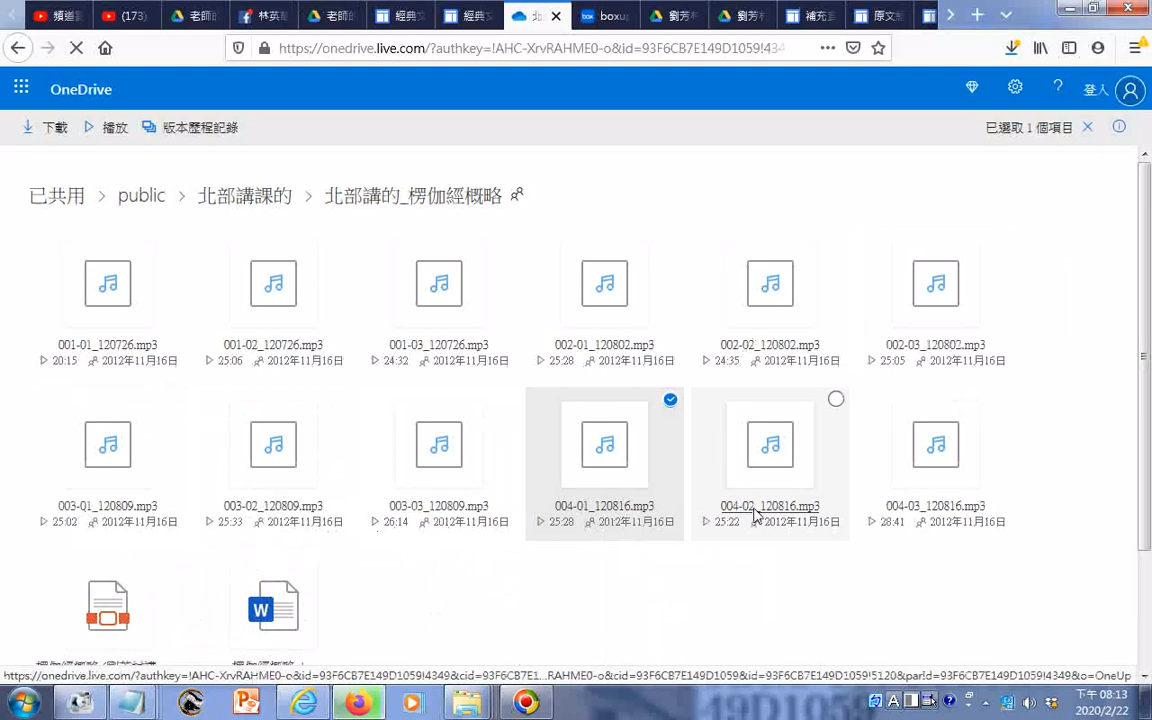 頻道
(173)
老師的
林英
老師的
經典
經典
北
boxu
劉芳
劉芳
補充
原文
https://onedrive.live.com/?authkey=!AHC-XrvRAHME0-o&id=93F6CB7E149D1059!434
OneDrive
登入
下載 播放 版本歷程記錄
已選取 1 個項目
已共用 > public > 北部講課的 > 北部講的_楞伽經概略
001-01_120726.mp3
20:15 2012年11月16日
001-02_120726.mp3
25:06 2012年11月16日
001-03_120726.mp3
24:32 2012年11月16日
002-01_120802.mp3
25:28 2012年11月16日
002-02_120802.mp3
24:35 2012年11月16日
002-03_120802.mp3
25:05 2012年11月16日
003-01_120809.mp3
25:02 2012年11月16日
003-02_120809.mp3
25:33 2012年11月16日
003-03_120809.mp3
26:14 2012年11月16日
004-01_120816.mp3
25:28 2012年11月16日
004-02_120816.mp3
25:22 2012年11月16日
004-03_120816.mp3
28:41 2012年11月16日
W
https://onedrive.live.com/?authkey=!AHC-XrvRAHME0-o&id=93F6CB7E1...RAHME0-o&id=93F6CB7E149D1059!5120&parId=93F6CB7E149D1059!4349&o=OneUp
A
下午 08:13
2020/2/22